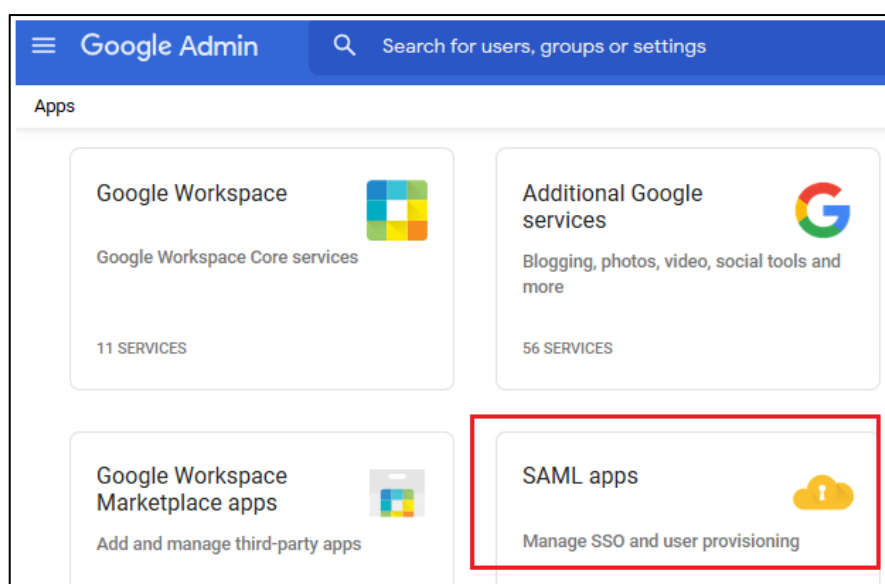 Google Admin
Search for users, groups or settings
Apps
Google Workspace
Google Workspace Core services
11 SERVICES
Additional Google
services
Blogging, photos, video, social tools and
more
56 SERVICES
Google Workspace
Marketplace apps
Add and manage third-party apps
SAML apps
Manage SSO and user provisioning